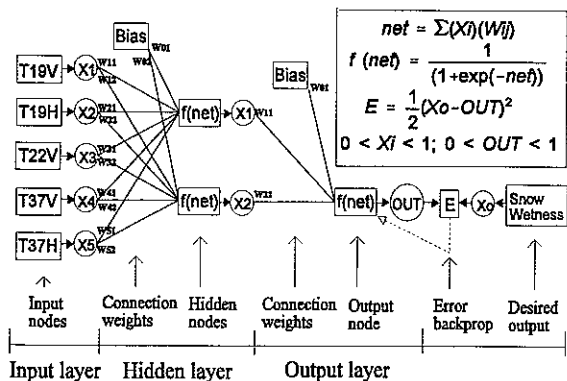 Bias
W01
W02
T19V
X1
W11
W12
T19H
X2
W21
W22
T22V
X3
W31
W32
T37V
X4
W41
W42
T37H
X5
W51
W52
f(net)
X1
W11
f(net)
X2
W21
Bias
W01
f(net)
OUT
E
Xo
Snow
Wetness
net = Σ(Xi)(Wij)
f (net) = 1 / (1+exp(-net))
E = 1/2 (Xo-OUT)²
0 < Xi < 1; 0 < OUT < 1
Input
nodes
Connection
weights
Hidden
nodes
Connection
weights
Output
node
Error
backprop
Desired
output
Input layer
Hidden layer
Output layer